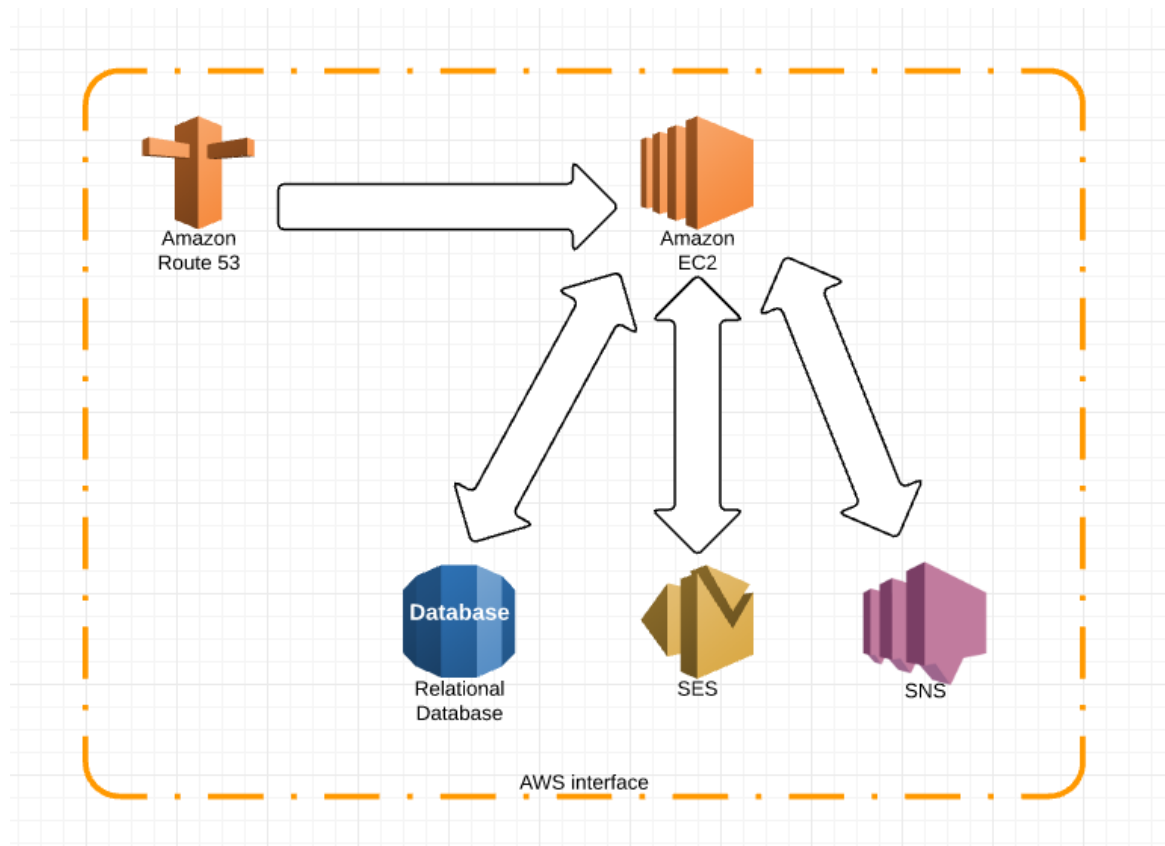 Amazon
Route 53
Amazon
EC2
Database
Relational
Database
SES
SNS
AWS interface